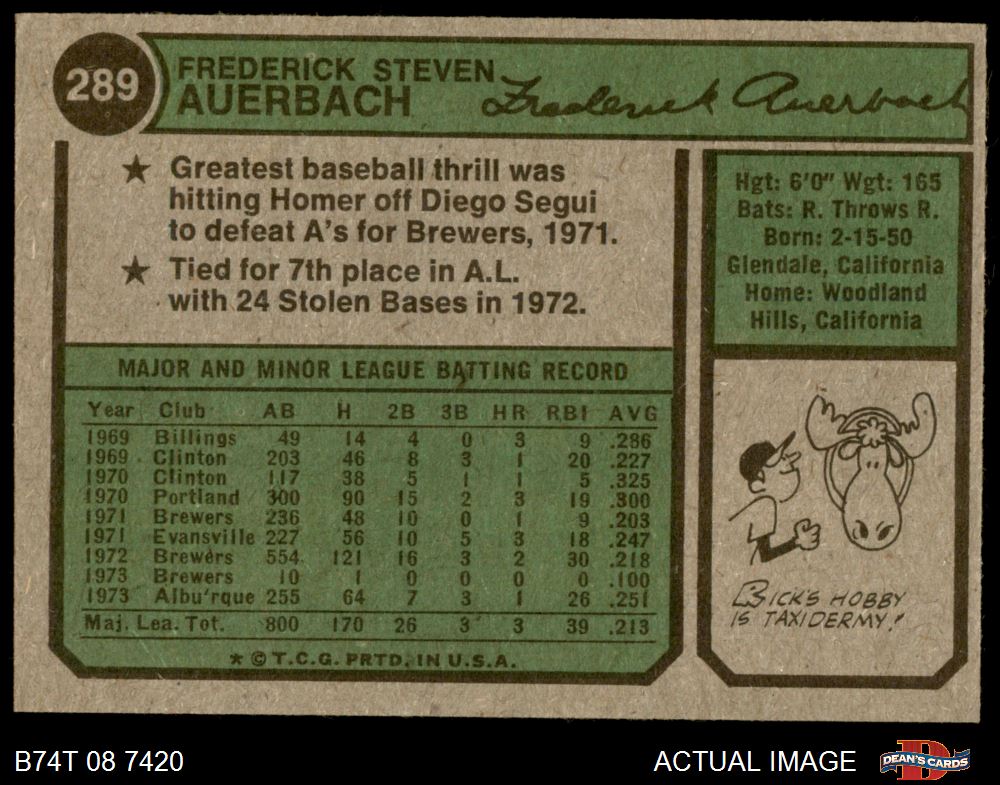 289
FREDERICK STEVEN
AUERBACH
Frederick Auerbach
★ Greatest baseball thrill was
hitting Homer off Diego Segui
to defeat A's for Brewers, 1971.
★ Tied for 7th place in A.L.
with 24 Stolen Bases in 1972.
Hgt: 6'0" Wgt: 165
Bats: R. Throws R.
Born: 2-15-50
Glendale, California
Home: Woodland
Hills, California
MAJOR AND MINOR LEAGUE BATTING RECORD
Year Club AB H 2B 3B HR RBI AVG
1969 Billings 49 14 4 0 3 9 .286
1969 Clinton 203 46 8 3 1 20 .227
1970 Clinton 117 38 5 1 1 5 .325
1970 Portland 300 90 15 2 3 19 .300
1971 Brewers 236 48 10 0 1 9 .203
1971 Evansville 227 56 10 5 3 18 .247
1972 Brewers 554 121 16 3 2 30 .218
1973 Brewers 10 1 0 0 0 0 .100
1973 Albu'rque 255 64 7 3 1 26 .251
Maj. Lea. Tot. 800 170 26 3 3 39 .213
★ © T.C.G. PRTD. IN U.S.A.
RICK'S HOBBY
IS TAXIDERMY!
B74T 08 7420
ACTUAL IMAGE
DEAN'S CARDS